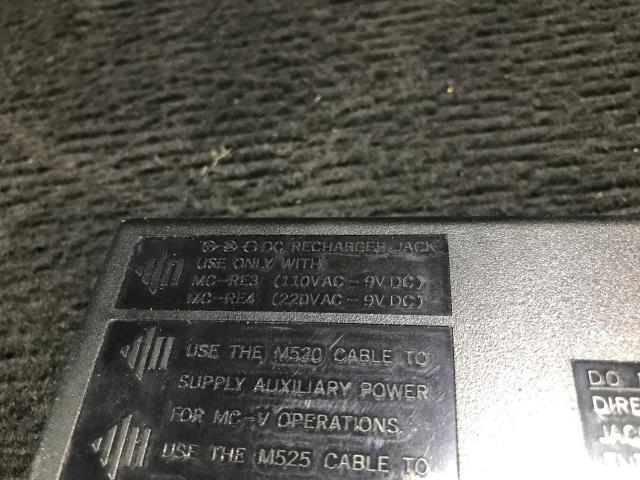 DC RECHARGER JACK
USE ONLY WITH
MC-RE3 (110VAC - 9V DC)
MC-RE4 (220VAC - 9V DC)
USE THE M520 CABLE TO
SUPPLY AUXILIARY POWER
FOR MC-V OPERATIONS.
USE THE M525 CABLE TO
DO
DIRE
JAC